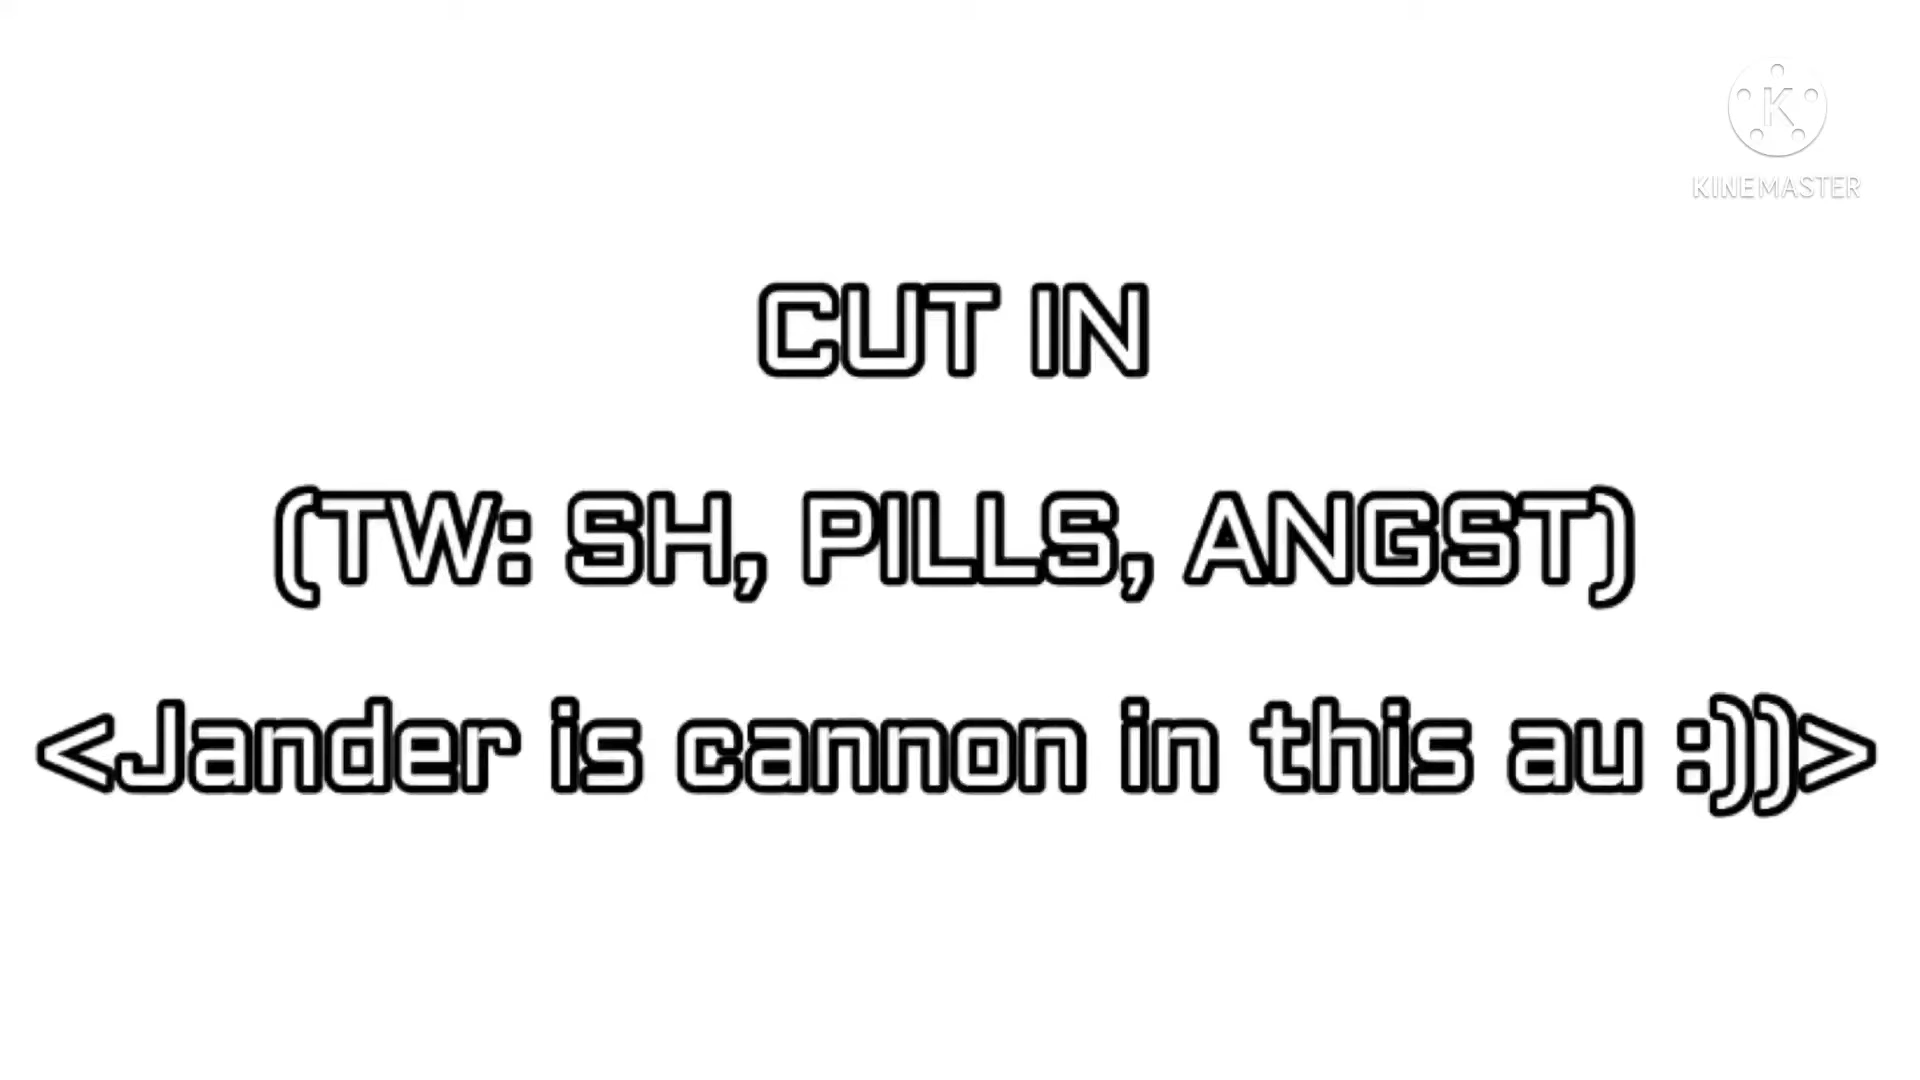 K
KINEMASTER
CUT IN
(TW: SH, PILLS, ANGST)
<Jander is cannon in this au :))>